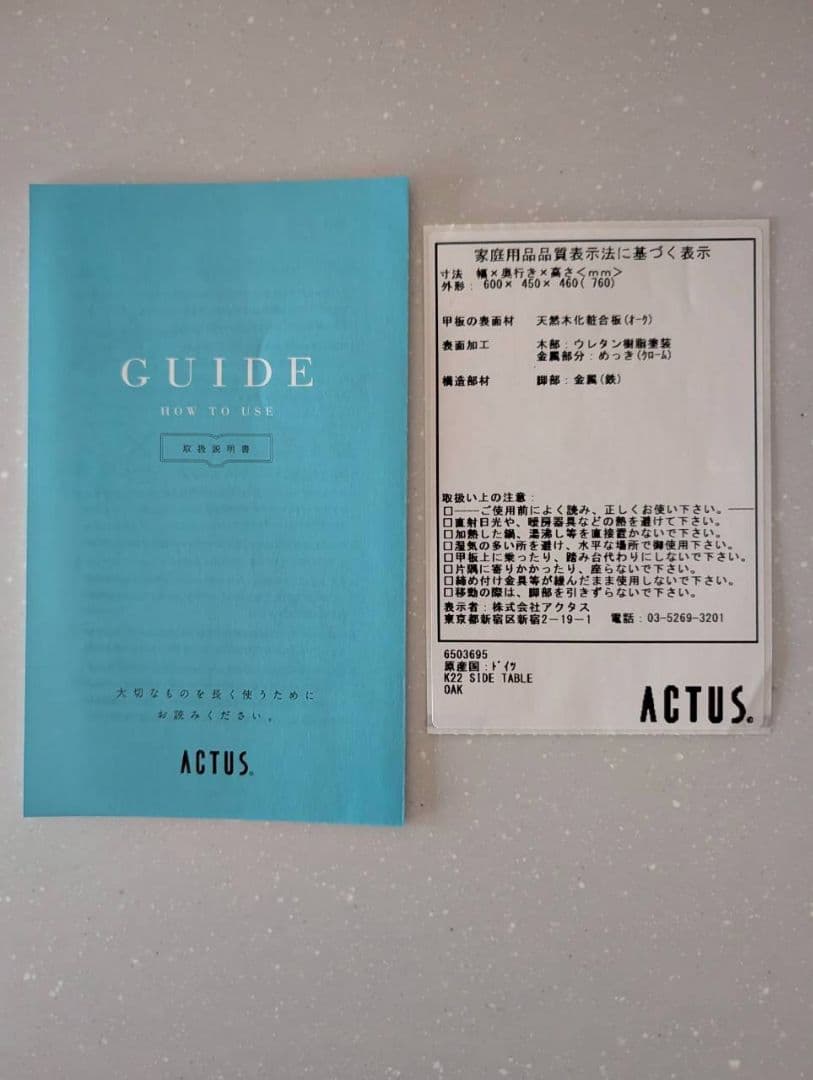 GUIDE
HOW TO USE
取扱説明書
大切なものを長く使うために
お読みください。
ACTUS®
家庭用品品質表示法に基づく表示
寸法 幅×奥行き×高さ<mm>
外形: 600× 450× 460( 760)
甲板の表面材 天然木化粧合板(オーク)
表面加工 木部:ウレタン樹脂塗装
金属部分:めっき(クローム)
構造部材 脚部:金属(鉄)
取扱い上の注意:
□――ご使用前によく読み、正しくお使い下さい。――
□直射日光や、暖房器具などの熱を避けて下さい。
□加熱した鍋、湯沸し等を直接置かないで下さい。
□湿気の多い所を避け、水平な場所で御使用下さい。
□甲板上に乗ったり、踏み台代わりにしないで下さい。
□片隅に寄りかかったり、座らないで下さい。
□締め付け金具等が緩んだまま使用しないで下さい。
□移動の際は、脚部を引きずらないで下さい。
表示者:株式会社アクタス
東京都新宿区新宿2-19-1 電話:03-5269-3201
6503695
原産国:ドイツ
K22 SIDE TABLE
OAK
ACTUS®